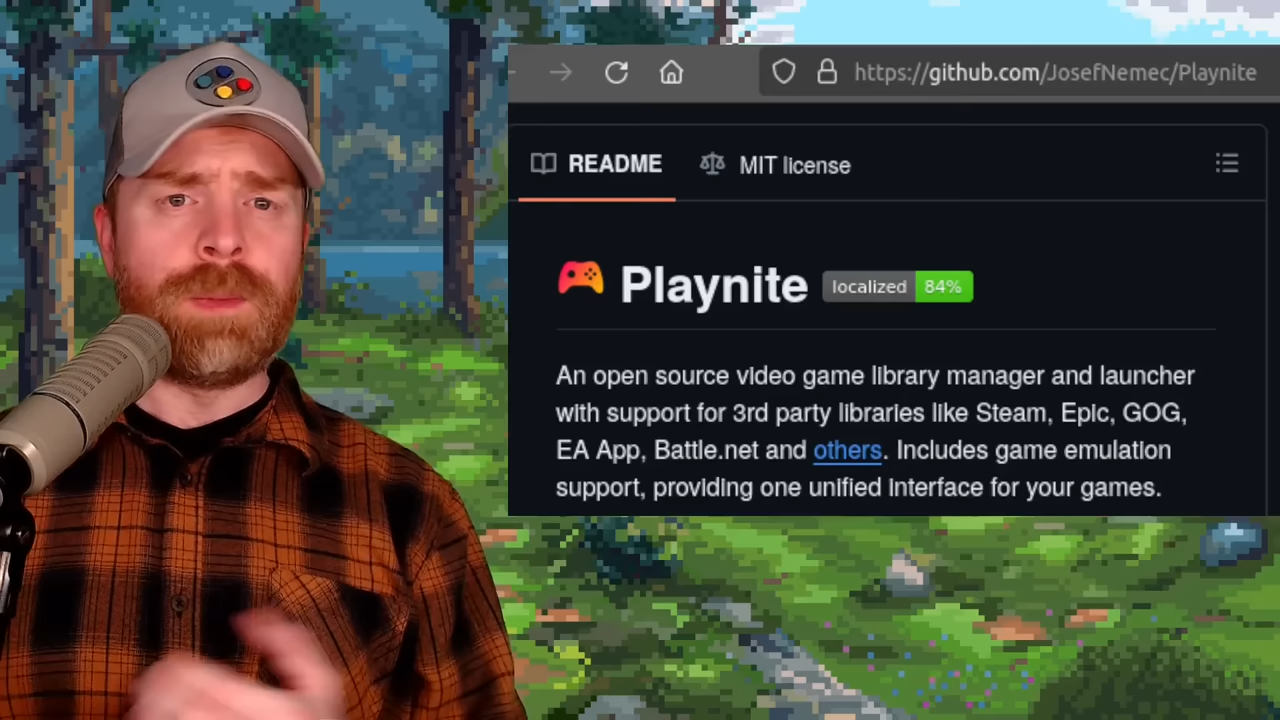 https://github.com/JosefNemec/Playnite
README MIT license
Playnite localized 84%
An open source video game library manager and launcher
with support for 3rd party libraries like Steam, Epic, GOG,
EA App, Battle.net and others. Includes game emulation
support, providing one unified interface for your games.